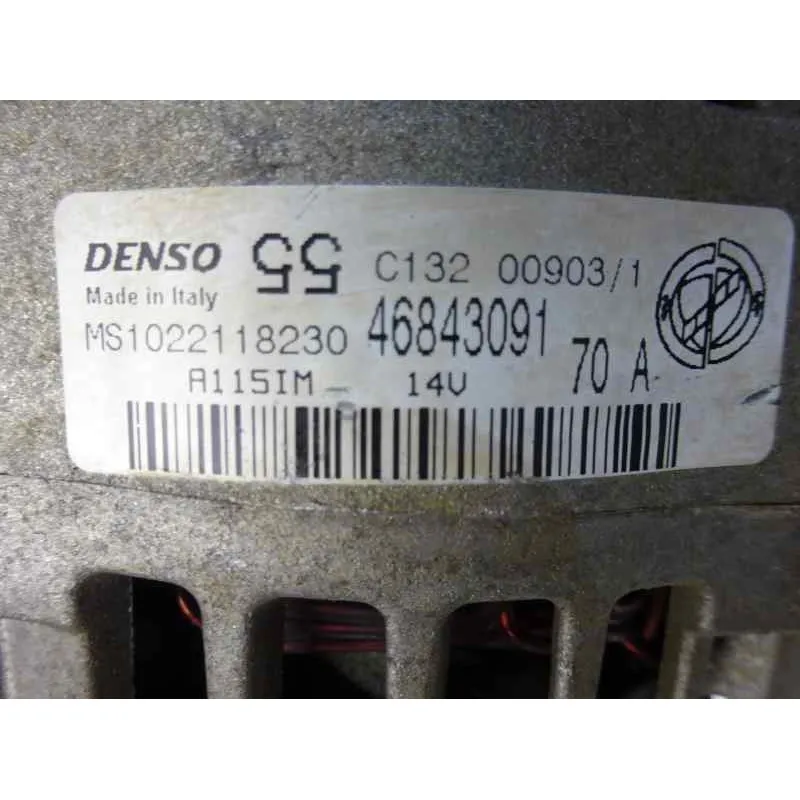 DENSO 55 C132 00903/1
Made in Italy
MS1022118230 46843091 70 A
A115IM 14V